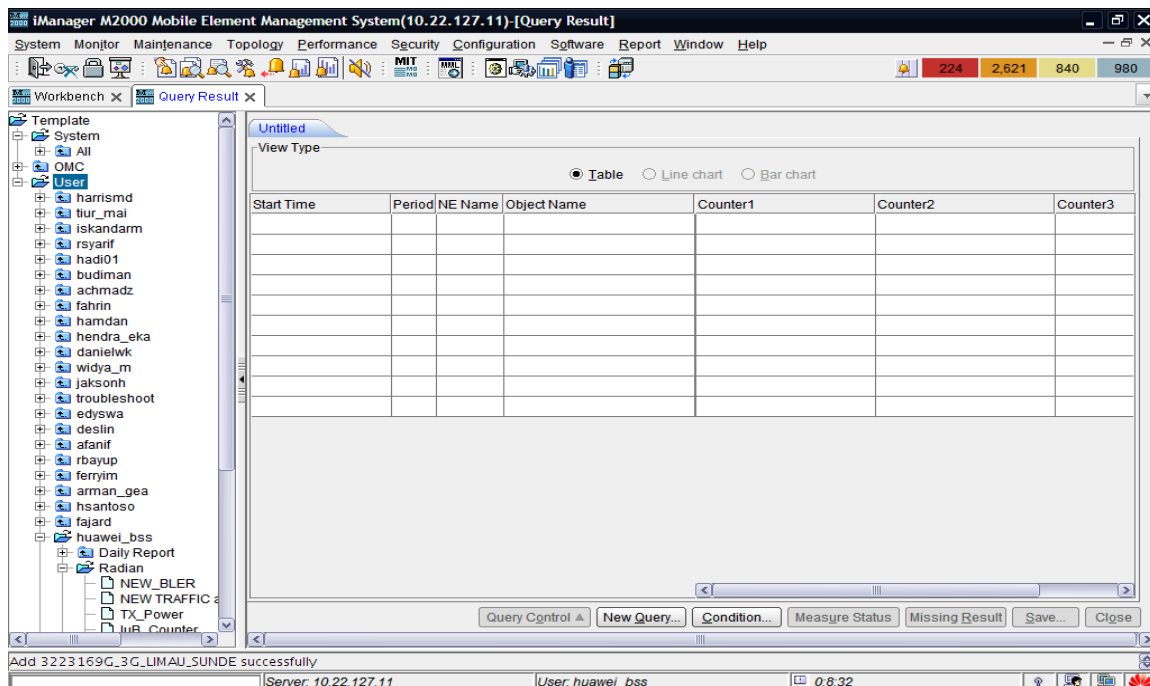 iManager M2000 Mobile Element Management System(10.22.127.11)-[Query Result]
System Monitor Maintenance Topology Performance Security Configuration Software Report Window Help
MIT
MML
224 2,621 840 980
Workbench
Query Result
Template
System
All
OMC
User
harrismd
tiur_mai
iskandarm
rsyarif
hadi01
budiman
achmadz
fahrin
hamdan
hendra_eka
danielwk
widya_m
jaksonh
troubleshoot
edyswa
deslin
afanif
rbayup
ferryim
arman_gea
hsantoso
fajard
huawei_bss
Daily Report
Radian
NEW_BLER
NEW TRAFFIC
TX_Power
IuB_Counter
Untitled
View Type
Table Line chart Bar chart
Start Time Period NE Name Object Name Counter1 Counter2 Counter3
Query Control New Query... Condition... Measure Status Missing Result Save... Close
Add 3223169G_3G_LIMAU_SUNDE successfully
Server: 10.22.127.11 User: huawei_bss 0:8:32